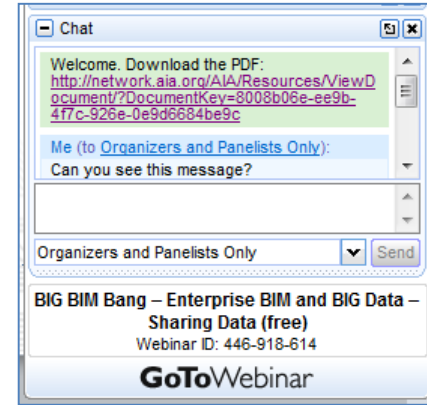 Chat
Welcome. Download the PDF:
http://network.aia.org/AIA/Resources/ViewD
ocument/?DocumentKey=8008b06e-ee9b-
4f7c-926e-0e9d6684be9c
Me (to Organizers and Panelists Only):
Can you see this message?
Organizers and Panelists Only
Send
BIG BIM Bang – Enterprise BIM and BIG Data –
Sharing Data (free)
Webinar ID: 446-918-614
GoToWebinar